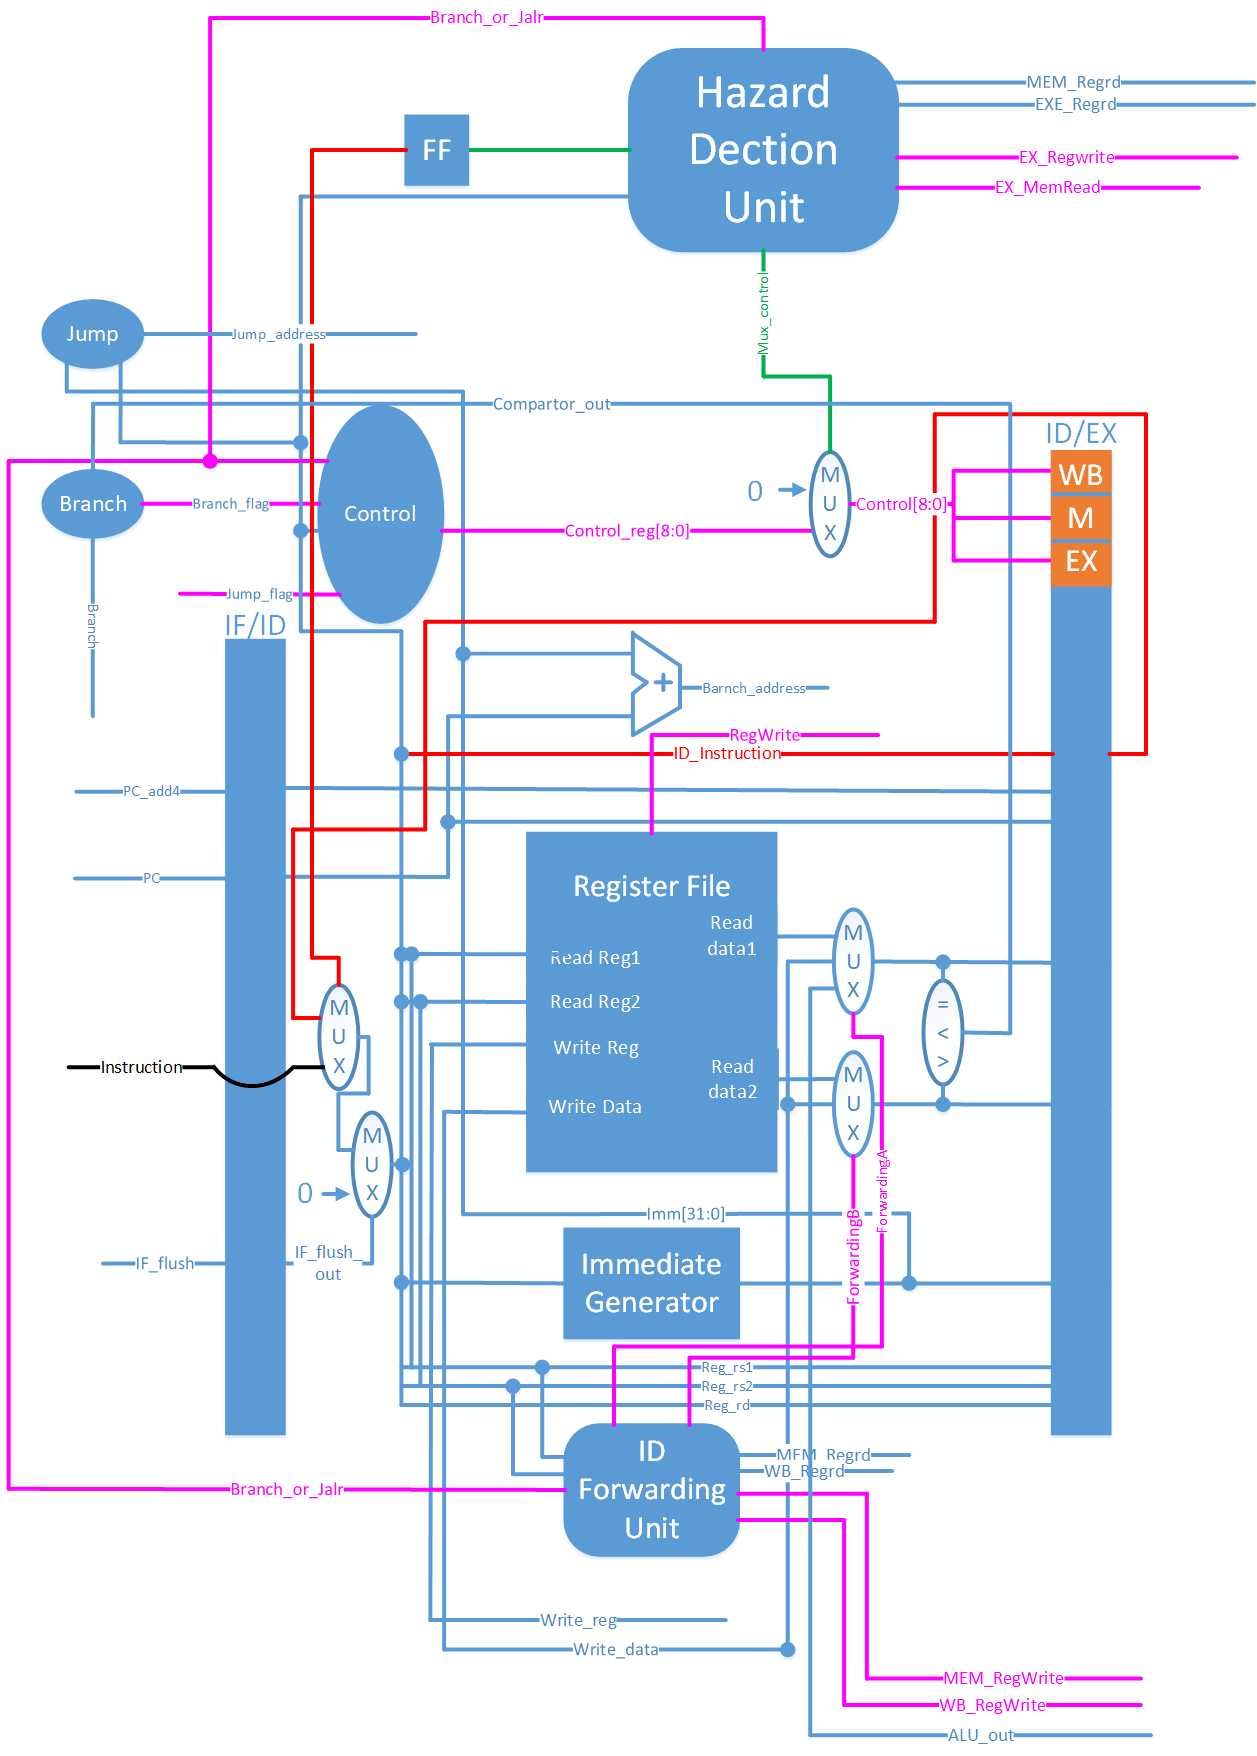 Branch_or_Jalr
Hazard
Dection
Unit
MEM_Regrd
EXE_Regrd
EX_Regwrite
EX_MemRead
FF
Mux_control
Jump
Jump_address
Compartor_out
ID/EX
WB
M
EX
Branch
Branch_flag
Control
Control_reg[8:0]
0
M
U
X
Control[8:0]
Jump_flag
Branch
IF/ID
+
Barnch_address
RegWrite
ID_Instruction
PC_add4
PC
Register File
Read
data1
Read Reg1
Read Reg2
Write Reg
Write Data
Read
data2
M
U
X
=
<
>
M
U
X
M
U
X
Instruction
M
U
X
0
IF_flush
IF_flush_
out
Imm[31:0]
ForwardingA
ForwardingB
Immediate
Generator
Reg_rs1
Reg_rs2
Reg_rd
ID
Forwarding
Unit
MEM_Regrd
WB_Regrd
Branch_or_Jalr
Write_reg
Write_data
MEM_RegWrite
WB_RegWrite
ALU_out